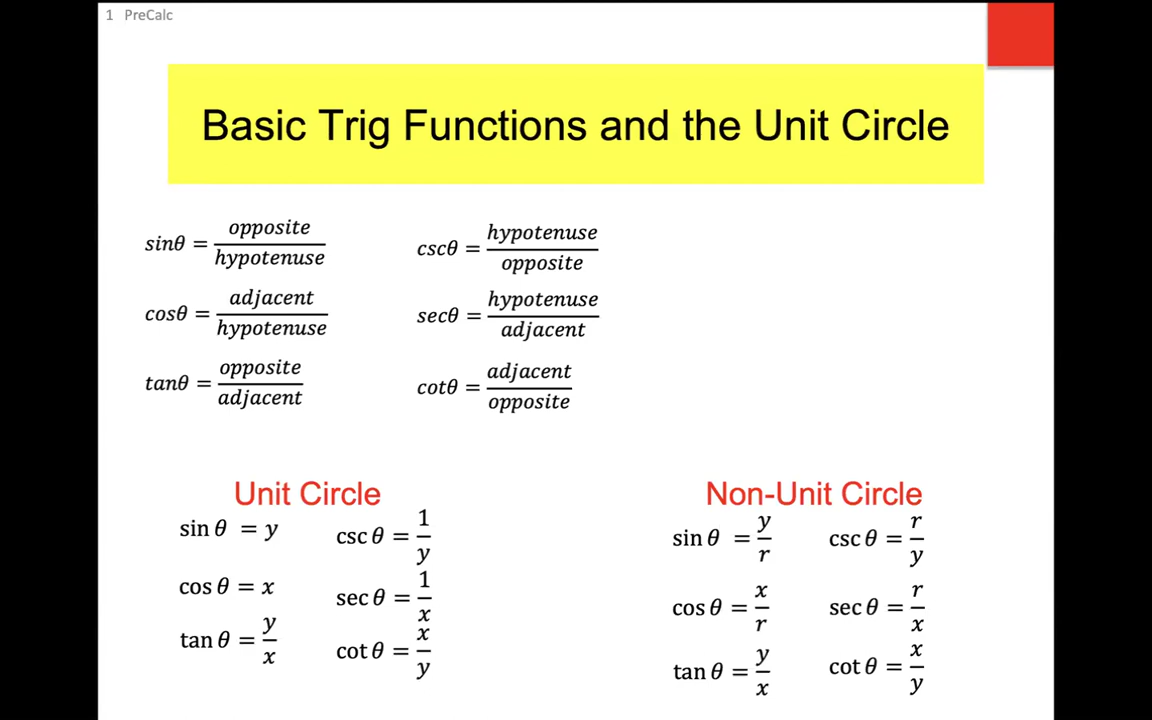 1 PreCalc
Basic Trig Functions and the Unit Circle
sinθ = opposite/hypotenuse
cscθ = hypotenuse/opposite
cosθ = adjacent/hypotenuse
secθ = hypotenuse/adjacent
tanθ = opposite/adjacent
cotθ = adjacent/opposite
Unit Circle
sin θ = y
csc θ = 1/y
cos θ = x
sec θ = 1/x
tan θ = y/x
cot θ = x/y
Non-Unit Circle
sin θ = y/r
csc θ = r/y
cos θ = x/r
sec θ = r/x
tan θ = y/x
cot θ = x/y